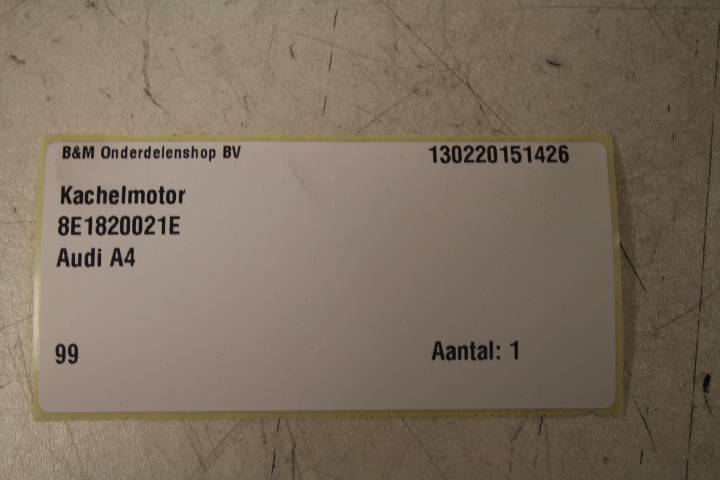 B&M Onderdelenshop BV 130220151426
Kachelmotor
8E1820021E
Audi A4
99 Aantal: 1